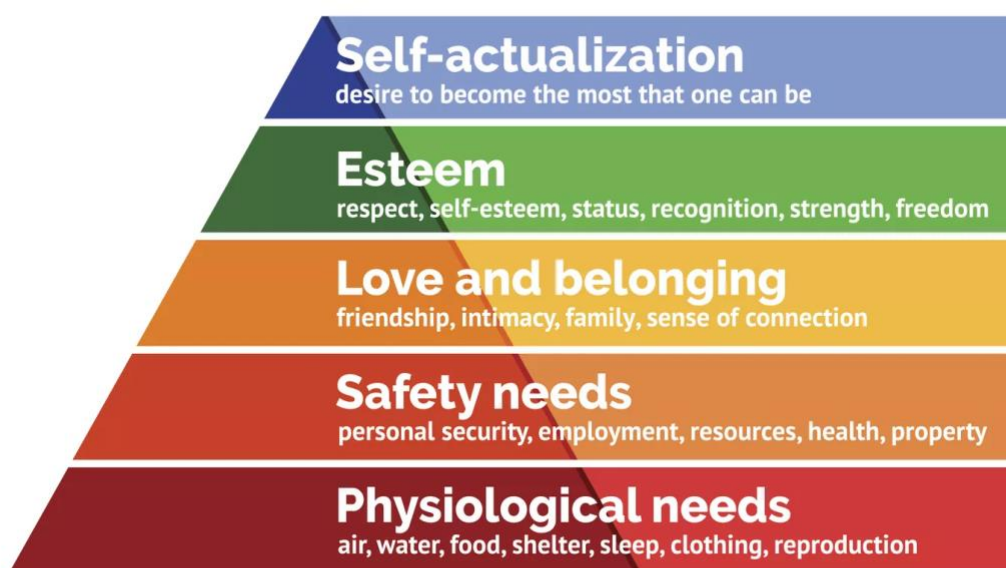 Self-actualization
desire to become the most that one can be
Esteem
respect, self-esteem, status, recognition, strength, freedom
Love and belonging
friendship, intimacy, family, sense of connection
Safety needs
personal security, employment, resources, health, property
Physiological needs
air, water, food, shelter, sleep, clothing, reproduction